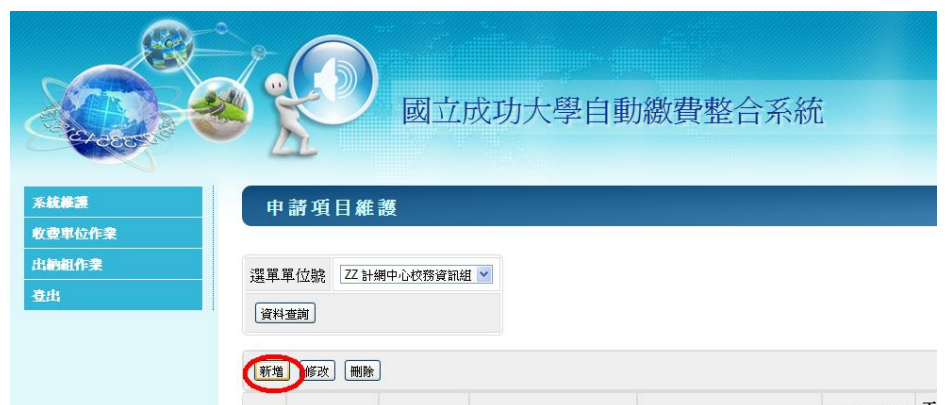 國立成功大學自動繳費整合系統
系統維護
申請項目維護
收費單位作業
出納組作業
登出
選單單位號 ZZ 計網中心校務資訊組
資料查詢
新增 修改 刪除